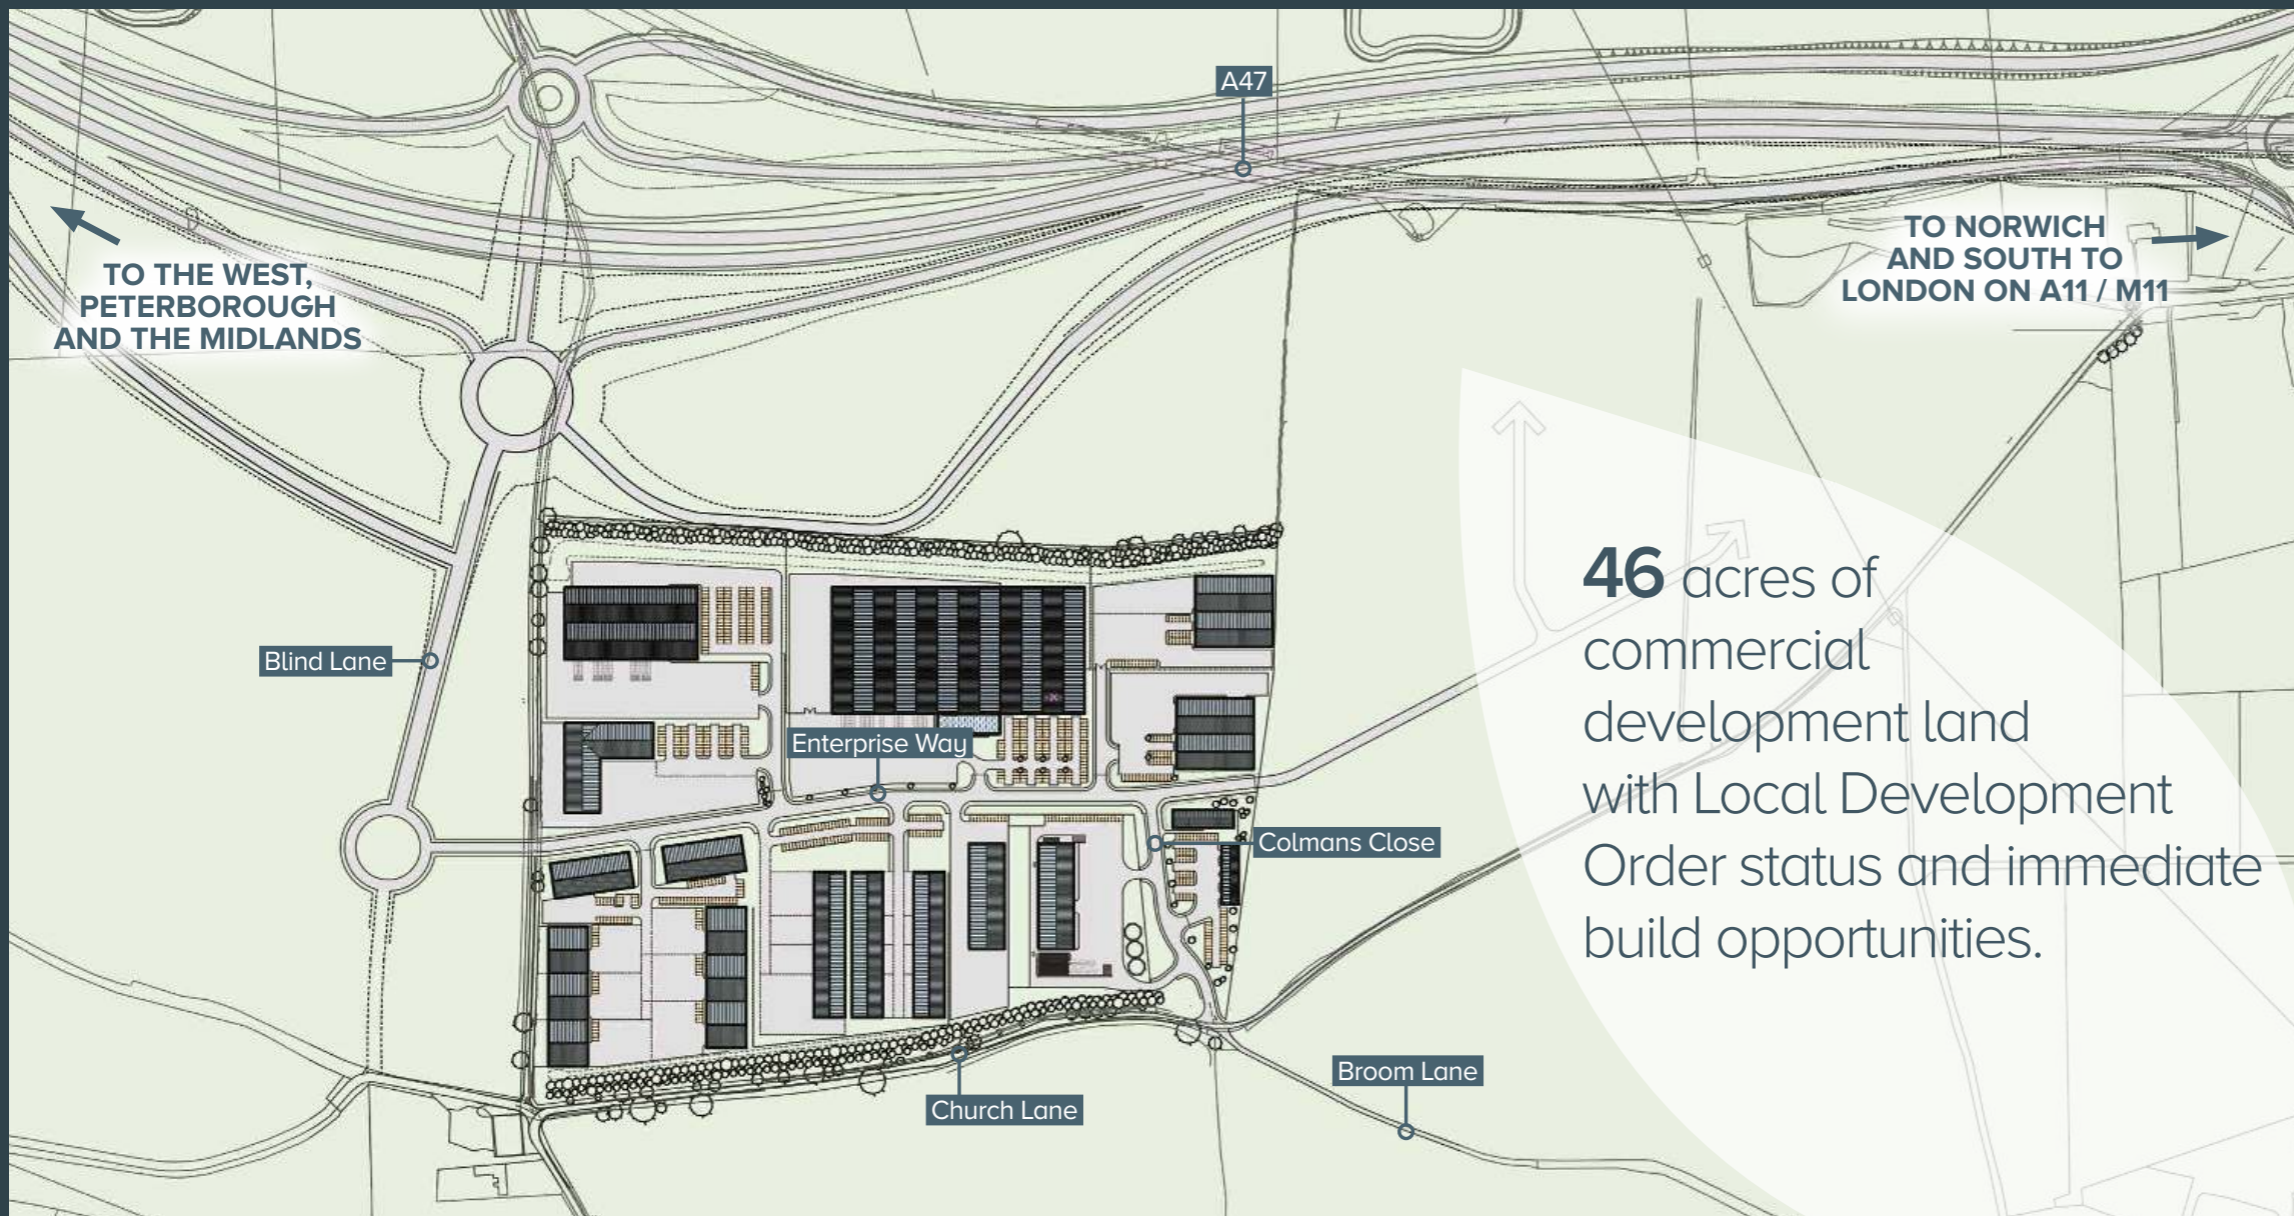 A47
TO THE WEST,
PETERBOROUGH
AND THE MIDLANDS
TO NORWICH
AND SOUTH TO
LONDON ON A11 / M11
46 acres of
commercial
development land
with Local Development
Order status and immediate
build opportunities.
Blind Lane
Enterprise Way
Colmans Close
Broom Lane
Church Lane